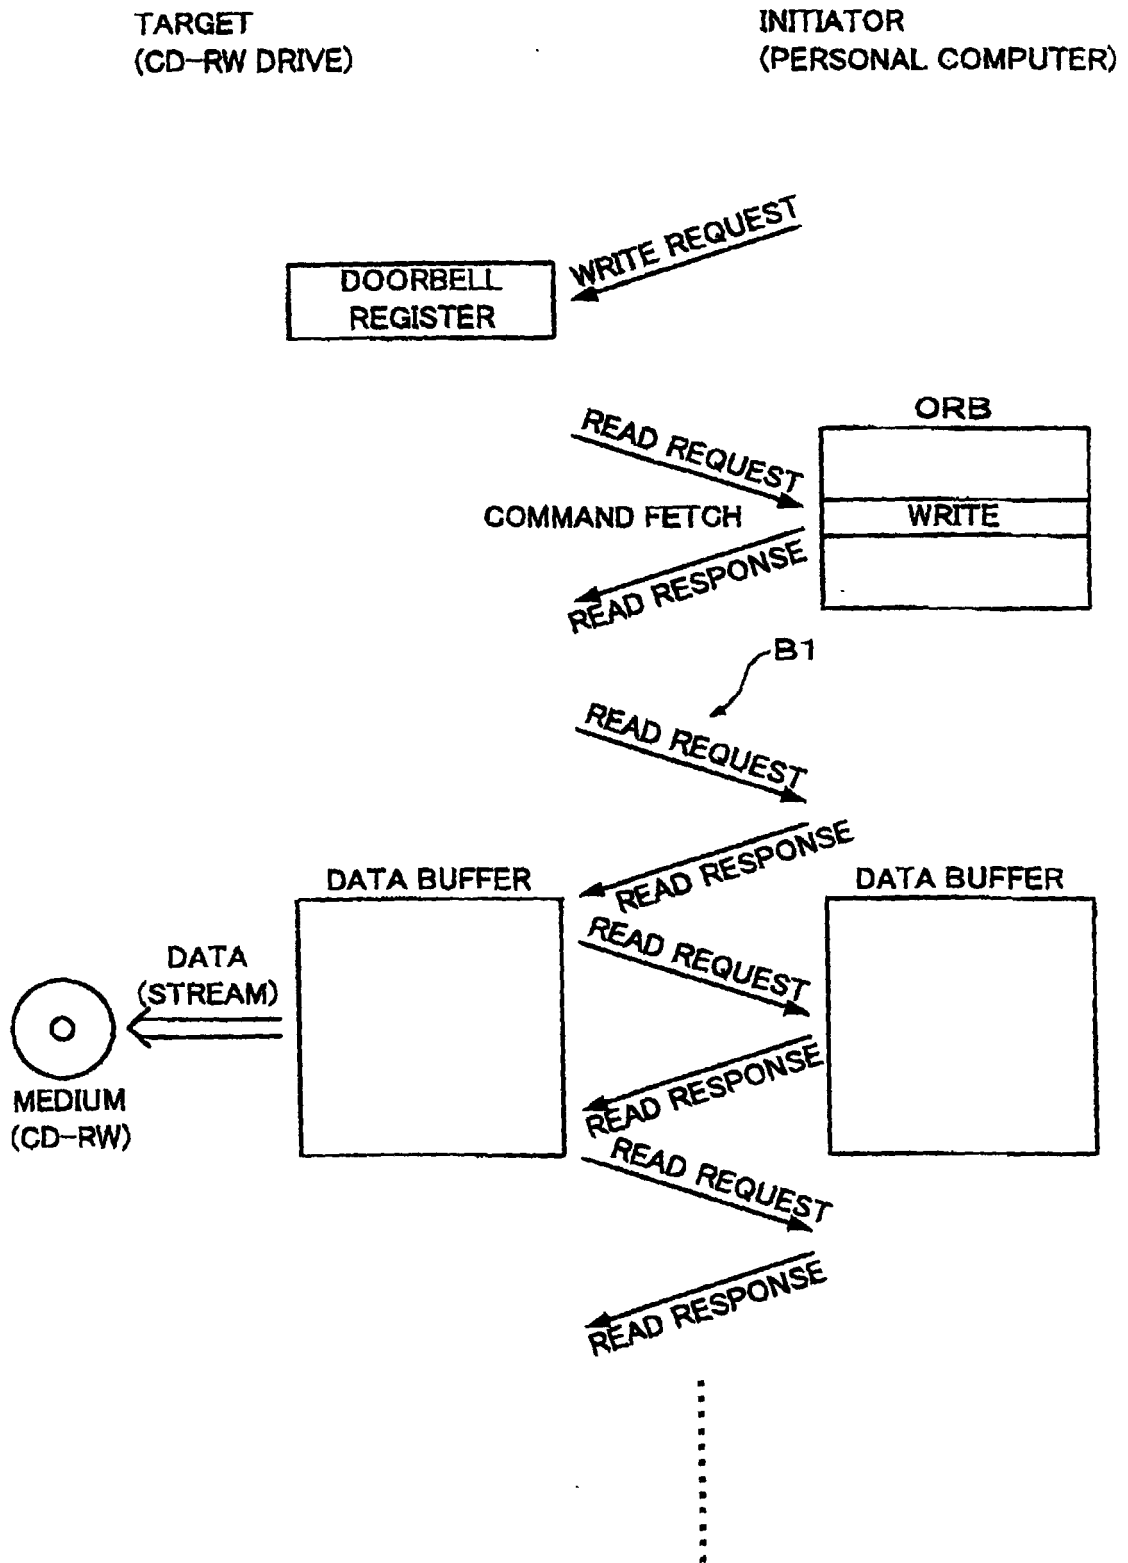 TARGET
(CD-RW DRIVE)
INITIATOR
(PERSONAL COMPUTER)
WRITE REQUEST
DOORBELL
REGISTER
ORB
READ REQUEST
COMMAND FETCH
WRITE
READ RESPONSE
B1
READ REQUEST
READ RESPONSE
DATA BUFFER
DATA BUFFER
READ REQUEST
DATA
(STREAM)
READ RESPONSE
MEDIUM
(CD-RW)
READ REQUEST
READ RESPONSE